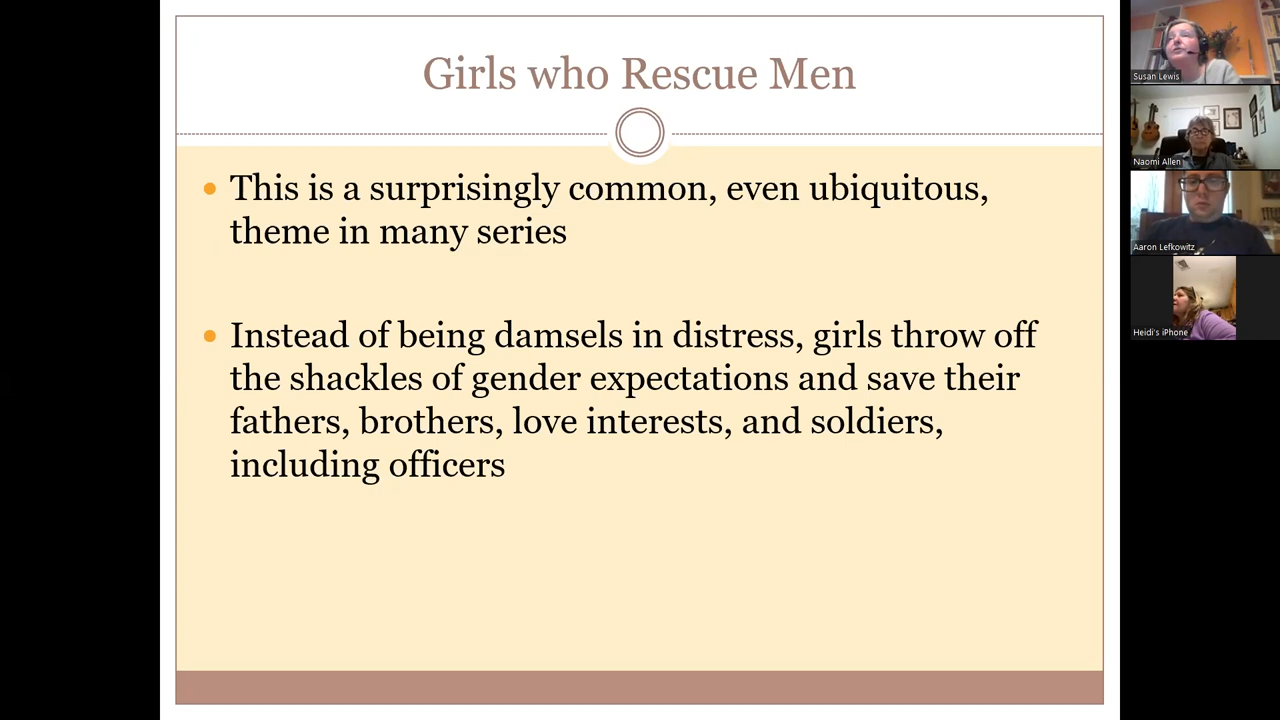 Girls who Rescue Men
This is a surprisingly common, even ubiquitous,
theme in many series
Instead of being damsels in distress, girls throw off
the shackles of gender expectations and save their
fathers, brothers, love interests, and soldiers,
including officers
Susan Lewis
Naomi Allen
Aaron Lefkowitz
Heidi's iPhone